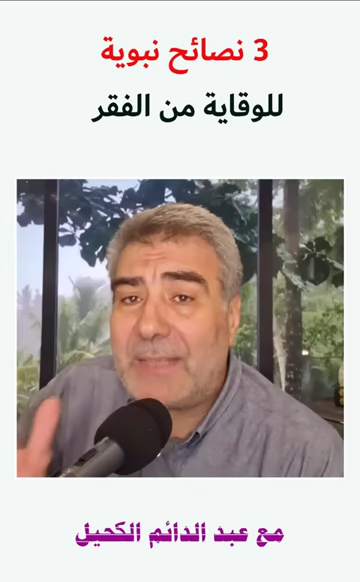 3 نصائح نبوية
للوقاية من الفقر
مع عبد الدائم الكحيل